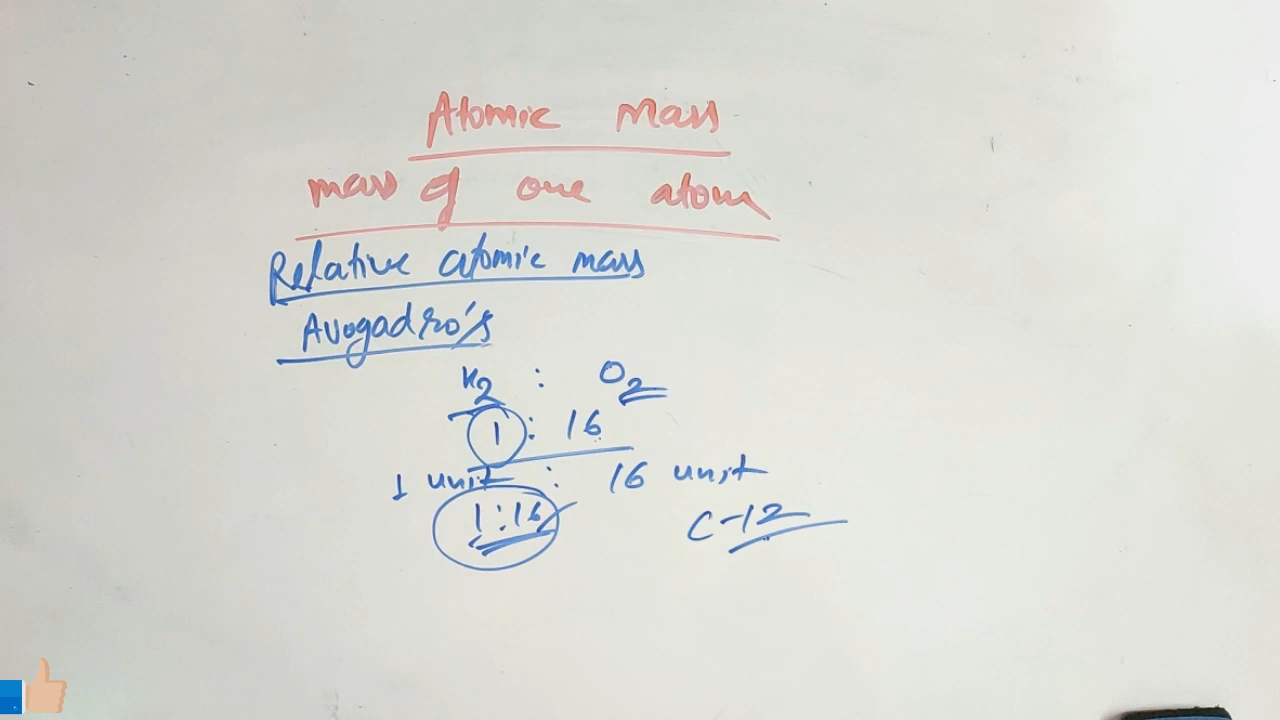 Atomic Mass
mass of one atom
Relative atomic mass
Avogadro's
H2 : O2
1 : 16
1 unit : 16 unit
1:16
C-12